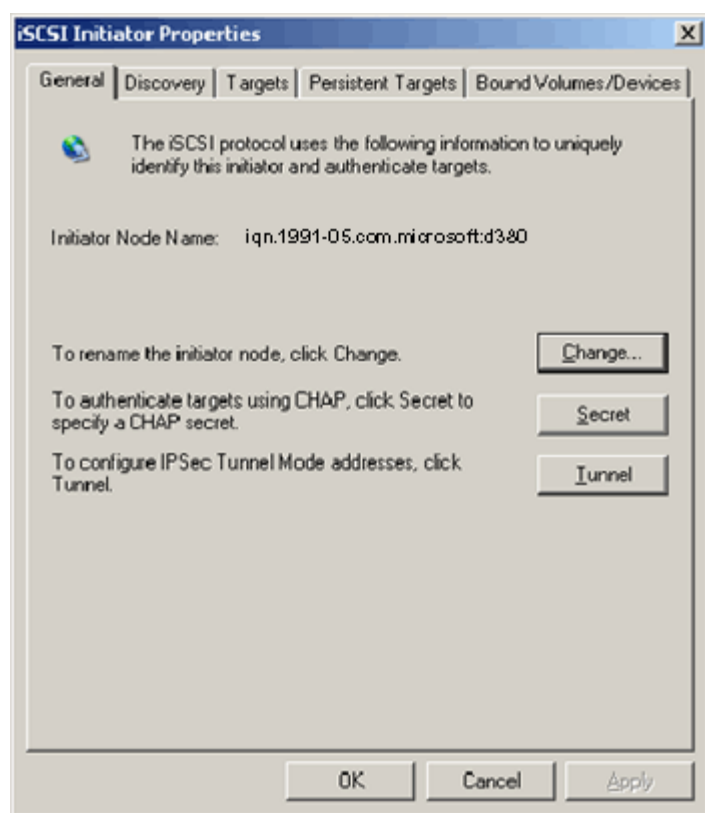 iSCSI Initiator Properties
General Discovery Targets Persistent Targets Bound Volumes/Devices
The iSCSI protocol uses the following information to uniquely
identify this initiator and authenticate targets.
Initiator Node Name: iqn.1991-05.com.microsoft:d380
To rename the initiator node, click Change.
Change...
To authenticate targets using CHAP, click Secret to
specify a CHAP secret.
Secret
To configure IPSec Tunnel Mode addresses, click
Tunnel.
Tunnel
OK Cancel Apply